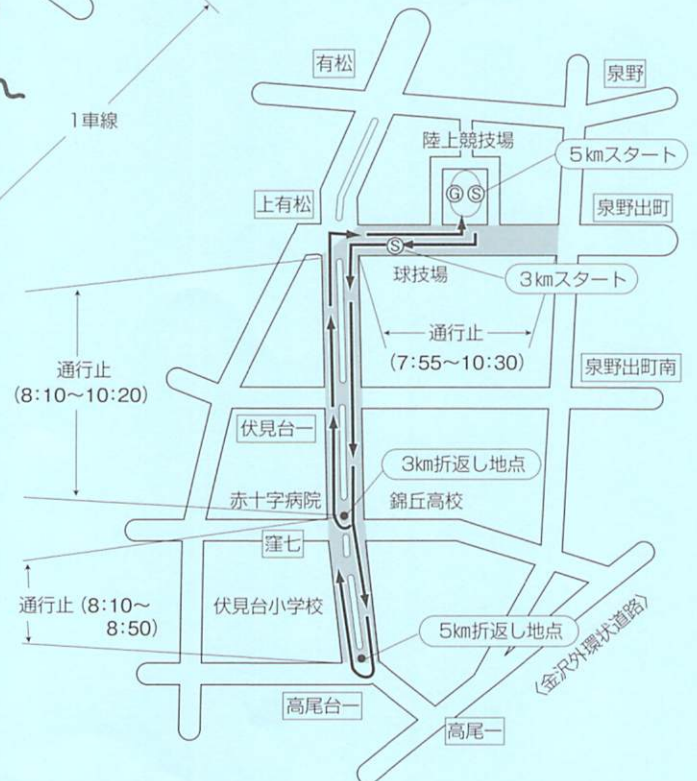 有松
泉野
1車線
陸上競技場
5kmスタート
G S
上有松
泉野出町
S
球技場
3kmスタート
通行止
(7:55～10:30)
通行止
(8:10～10:20)
泉野出町南
伏見台一
3km折返し地点
赤十字病院
錦丘高校
窪七
通行止 (8:10～
8:50)
伏見台小学校
5km折返し地点
〈金沢外環状道路〉
高尾台一
高尾一